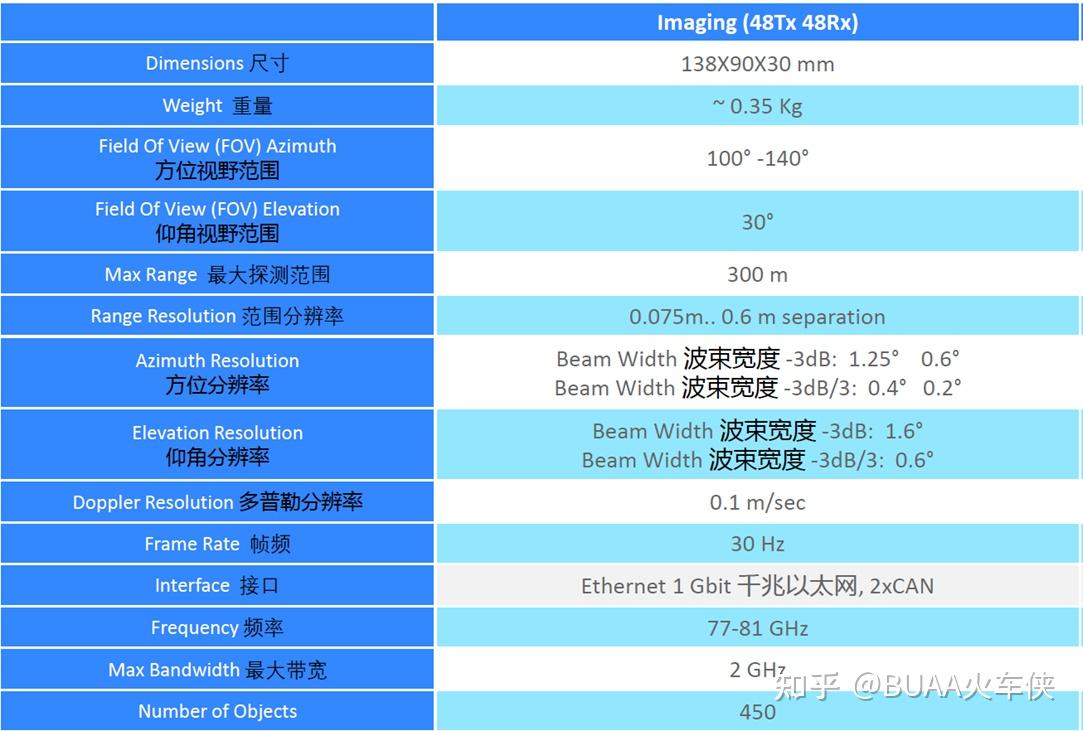 Imaging (48Tx 48Rx)
Dimensions 尺寸
138X90X30 mm
Weight 重量
~ 0.35 Kg
Field Of View (FOV) Azimuth
方位视野范围
100° -140°
Field Of View (FOV) Elevation
仰角视野范围
30°
Max Range 最大探测范围
300 m
Range Resolution 范围分辨率
0.075m.. 0.6 m separation
Azimuth Resolution
方位分辨率
Beam Width 波束宽度 -3dB: 1.25° 0.6°
Beam Width 波束宽度 -3dB/3: 0.4° 0.2°
Elevation Resolution
仰角分辨率
Beam Width 波束宽度 -3dB: 1.6°
Beam Width 波束宽度 -3dB/3: 0.6°
Doppler Resolution 多普勒分辨率
0.1 m/sec
Frame Rate 帧频
30 Hz
Interface 接口
Ethernet 1 Gbit 千兆以太网, 2xCAN
Frequency 频率
77-81 GHz
Max Bandwidth 最大带宽
2 GHz
知乎 @BUAA火车侠
Number of Objects
450